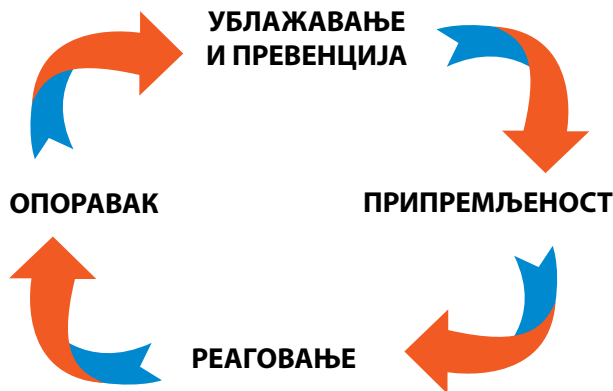 УБЛАЖАВАЊЕ
И ПРЕВЕНЦИЈА
ОПОРАВАК
ПРИПРЕМЉЕНОСТ
РЕАГОВАЊЕ